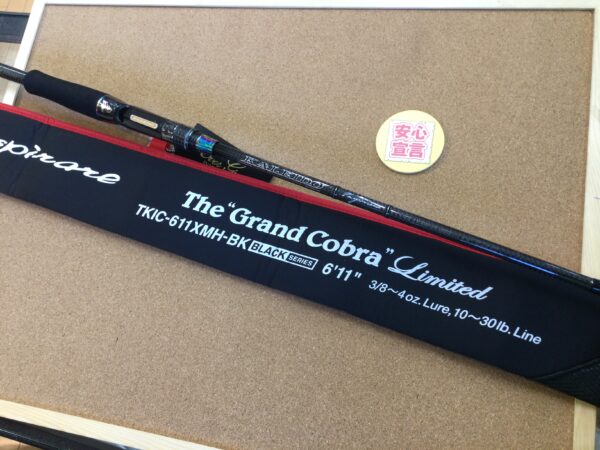 spirare
The "Grand Cobra" Limited
TKIC-611XMH-BK BLACK SERIES 6'11" 3/8～4oz. Lure, 10～30lb. Line
安心
宣言